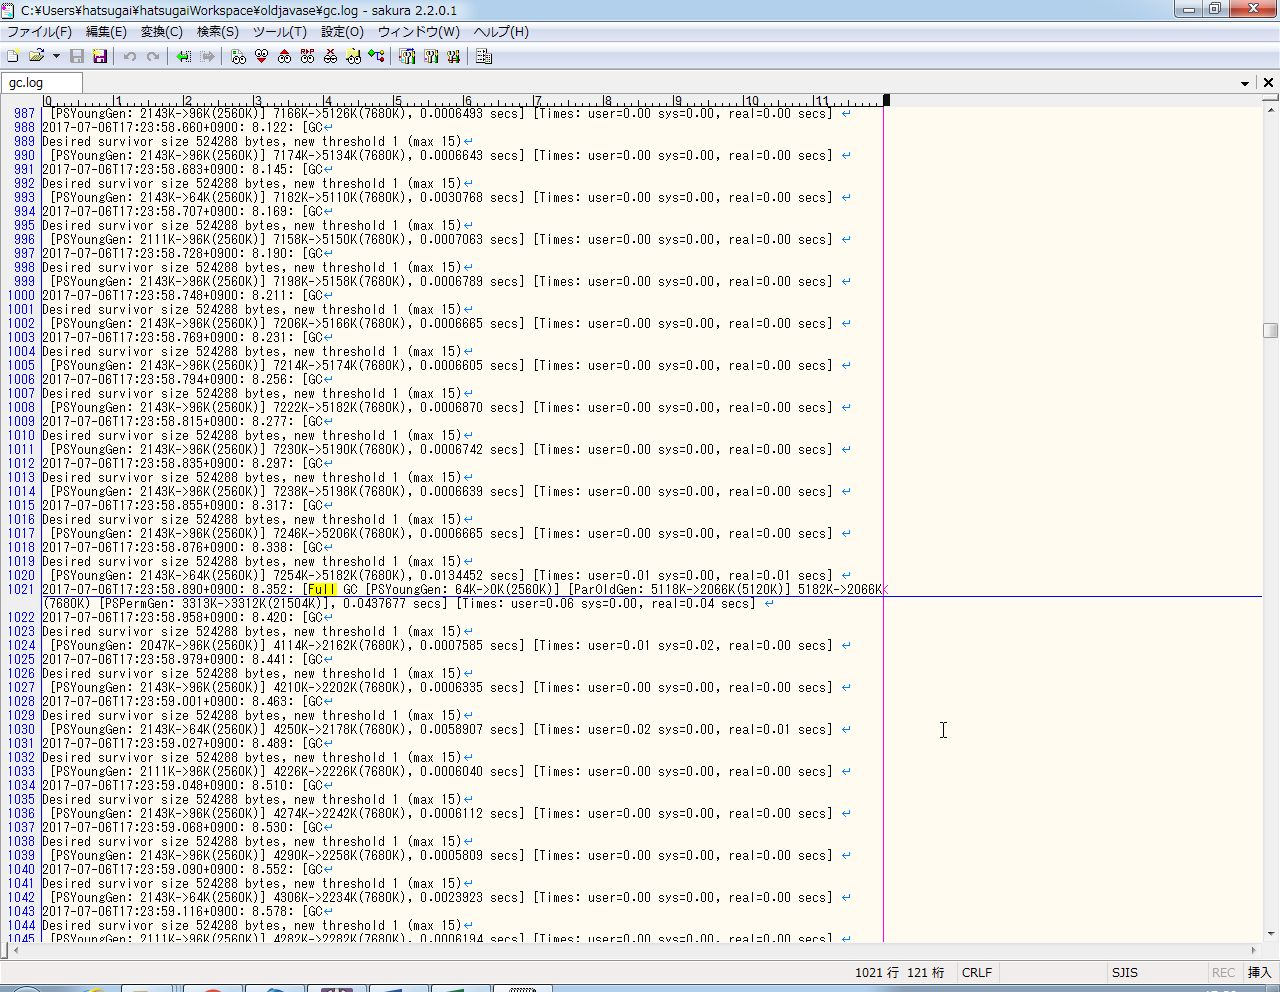 C:¥Users¥hatsugai¥hatsugaiWorkspace¥oldjavase¥gc.log - sakura 2.2.0.1
ファイル(F) 編集(E) 変換(C) 検索(S) ツール(T) 設定(O) ウィンドウ(W) ヘルプ(H)
gc.log
0 1 2 3 4 5 6 7 8 9 10 11
987 [PSYoungGen: 2143K->96K(2560K)] 7166K->5126K(7680K), 0.0006493 secs] [Times: user=0.00 sys=0.00, real=0.00 secs]
988 2017-07-06T17:23:58.660+0900: 8.122: [GC
989 Desired survivor size 524288 bytes, new threshold 1 (max 15)
990 [PSYoungGen: 2143K->96K(2560K)] 7174K->5134K(7680K), 0.0006643 secs] [Times: user=0.00 sys=0.00, real=0.00 secs]
991 2017-07-06T17:23:58.683+0900: 8.145: [GC
992 Desired survivor size 524288 bytes, new threshold 1 (max 15)
993 [PSYoungGen: 2143K->64K(2560K)] 7182K->5110K(7680K), 0.0030768 secs] [Times: user=0.00 sys=0.00, real=0.00 secs]
994 2017-07-06T17:23:58.707+0900: 8.169: [GC
995 Desired survivor size 524288 bytes, new threshold 1 (max 15)
996 [PSYoungGen: 2111K->96K(2560K)] 7158K->5150K(7680K), 0.0007063 secs] [Times: user=0.00 sys=0.00, real=0.00 secs]
997 2017-07-06T17:23:58.728+0900: 8.190: [GC
998 Desired survivor size 524288 bytes, new threshold 1 (max 15)
999 [PSYoungGen: 2143K->96K(2560K)] 7198K->5158K(7680K), 0.0006789 secs] [Times: user=0.00 sys=0.00, real=0.00 secs]
1000 2017-07-06T17:23:58.748+0900: 8.211: [GC
1001 Desired survivor size 524288 bytes, new threshold 1 (max 15)
1002 [PSYoungGen: 2143K->96K(2560K)] 7206K->5166K(7680K), 0.0006665 secs] [Times: user=0.00 sys=0.00, real=0.00 secs]
1003 2017-07-06T17:23:58.769+0900: 8.231: [GC
1004 Desired survivor size 524288 bytes, new threshold 1 (max 15)
1005 [PSYoungGen: 2143K->96K(2560K)] 7214K->5174K(7680K), 0.0006605 secs] [Times: user=0.00 sys=0.00, real=0.00 secs]
1006 2017-07-06T17:23:58.794+0900: 8.256: [GC
1007 Desired survivor size 524288 bytes, new threshold 1 (max 15)
1008 [PSYoungGen: 2143K->96K(2560K)] 7222K->5182K(7680K), 0.0006870 secs] [Times: user=0.00 sys=0.00, real=0.00 secs]
1009 2017-07-06T17:23:58.815+0900: 8.277: [GC
1010 Desired survivor size 524288 bytes, new threshold 1 (max 15)
1011 [PSYoungGen: 2143K->96K(2560K)] 7230K->5190K(7680K), 0.0006742 secs] [Times: user=0.00 sys=0.00, real=0.00 secs]
1012 2017-07-06T17:23:58.835+0900: 8.297: [GC
1013 Desired survivor size 524288 bytes, new threshold 1 (max 15)
1014 [PSYoungGen: 2143K->96K(2560K)] 7238K->5198K(7680K), 0.0006639 secs] [Times: user=0.00 sys=0.00, real=0.00 secs]
1015 2017-07-06T17:23:58.855+0900: 8.317: [GC
1016 Desired survivor size 524288 bytes, new threshold 1 (max 15)
1017 [PSYoungGen: 2143K->96K(2560K)] 7246K->5206K(7680K), 0.0006665 secs] [Times: user=0.00 sys=0.00, real=0.00 secs]
1018 2017-07-06T17:23:58.876+0900: 8.338: [GC
1019 Desired survivor size 524288 bytes, new threshold 1 (max 15)
1020 [PSYoungGen: 2143K->64K(2560K)] 7254K->5182K(7680K), 0.0134452 secs] [Times: user=0.01 sys=0.00, real=0.01 secs]
1021 2017-07-06T17:23:58.890+0900: 8.352: [Full GC [PSYoungGen: 64K->0K(2560K)] [ParOldGen: 5118K->2066K(5120K)] 5182K->2066K
(7680K) [PSPermGen: 3313K->3312K(21504K)], 0.0437677 secs] [Times: user=0.06 sys=0.00, real=0.04 secs]
1022 2017-07-06T17:23:58.958+0900: 8.420: [GC
1023 Desired survivor size 524288 bytes, new threshold 1 (max 15)
1024 [PSYoungGen: 2047K->96K(2560K)] 4114K->2162K(7680K), 0.0007585 secs] [Times: user=0.01 sys=0.02, real=0.00 secs]
1025 2017-07-06T17:23:58.979+0900: 8.441: [GC
1026 Desired survivor size 524288 bytes, new threshold 1 (max 15)
1027 [PSYoungGen: 2143K->96K(2560K)] 4210K->2202K(7680K), 0.0006335 secs] [Times: user=0.00 sys=0.00, real=0.00 secs]
1028 2017-07-06T17:23:59.001+0900: 8.463: [GC
1029 Desired survivor size 524288 bytes, new threshold 1 (max 15)
1030 [PSYoungGen: 2143K->64K(2560K)] 4250K->2178K(7680K), 0.0058907 secs] [Times: user=0.02 sys=0.00, real=0.01 secs]
1031 2017-07-06T17:23:59.027+0900: 8.489: [GC
1032 Desired survivor size 524288 bytes, new threshold 1 (max 15)
1033 [PSYoungGen: 2111K->96K(2560K)] 4226K->2226K(7680K), 0.0006040 secs] [Times: user=0.00 sys=0.00, real=0.00 secs]
1034 2017-07-06T17:23:59.048+0900: 8.510: [GC
1035 Desired survivor size 524288 bytes, new threshold 1 (max 15)
1036 [PSYoungGen: 2143K->96K(2560K)] 4274K->2242K(7680K), 0.0006112 secs] [Times: user=0.00 sys=0.00, real=0.00 secs]
1037 2017-07-06T17:23:59.068+0900: 8.530: [GC
1038 Desired survivor size 524288 bytes, new threshold 1 (max 15)
1039 [PSYoungGen: 2143K->96K(2560K)] 4290K->2258K(7680K), 0.0005809 secs] [Times: user=0.00 sys=0.00, real=0.00 secs]
1040 2017-07-06T17:23:59.090+0900: 8.552: [GC
1041 Desired survivor size 524288 bytes, new threshold 1 (max 15)
1042 [PSYoungGen: 2143K->64K(2560K)] 4306K->2234K(7680K), 0.0023923 secs] [Times: user=0.00 sys=0.00, real=0.00 secs]
1043 2017-07-06T17:23:59.116+0900: 8.578: [GC
1044 Desired survivor size 524288 bytes, new threshold 1 (max 15)
1045 [PSYoungGen: 2111K->96K(2560K)] 4282K->2282K(7680K), 0.0006194 secs] [Times: user=0.00 sys=0.00, real=0.00 secs]
1021 行 121 桁 CRLF SJIS REC 挿入